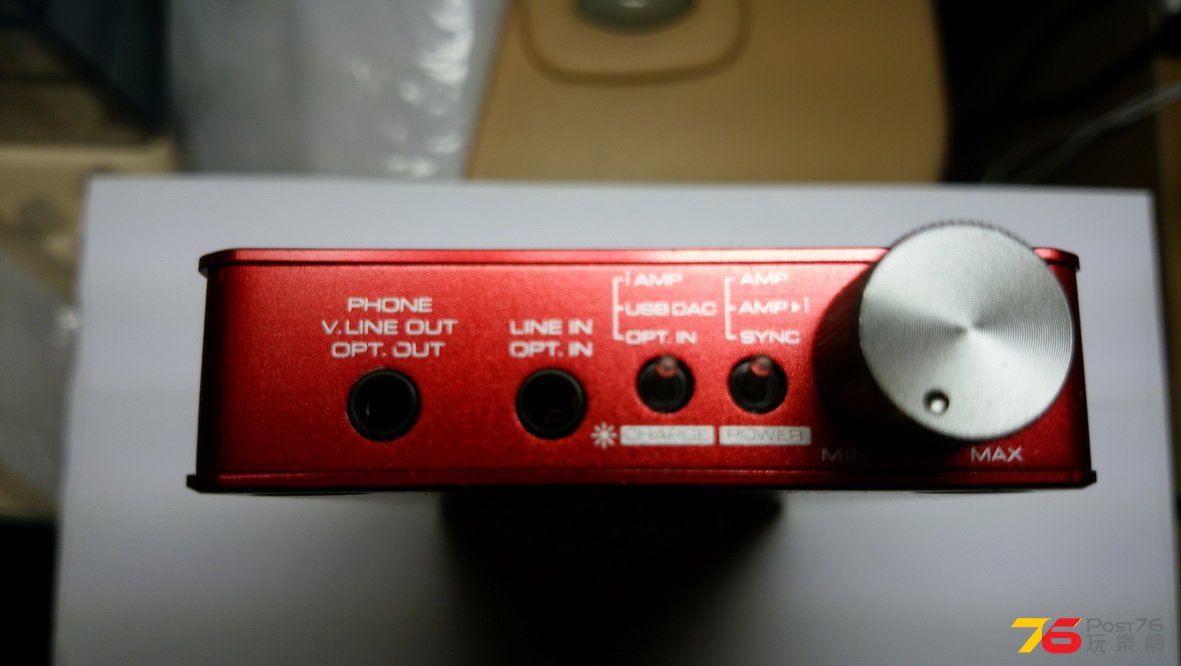 PHONE
V.LINE OUT
OPT. OUT
LINE IN
OPT. IN
i AMP
USB DAC
OPT. IN
AMP
AMP ▸ i
SYNC
CHARGE
POWER
MIN
MAX
76 Post76
玩樂網